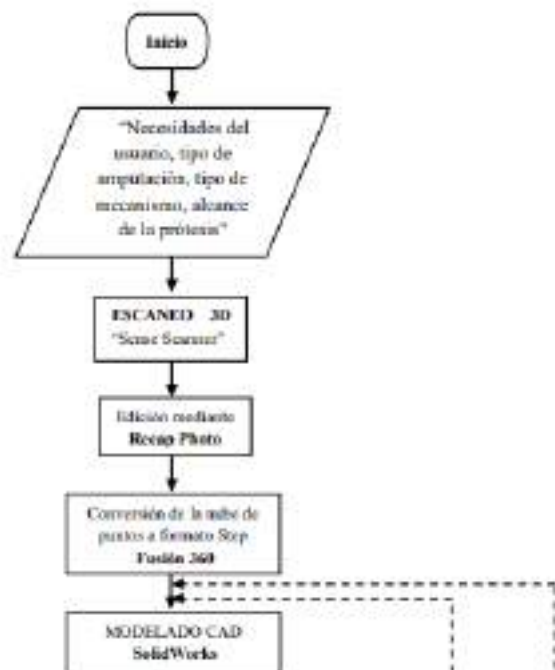 Inicio
"Necesidades del
usuario, tipo de
amputación, tipo de
mecanismo, alcance
de la prótesis"
ESCANEO 3D
"Sense Scanner"
Edición mediante
Recap Photo
Conversión de la nube de
puntos a formato Step
Fusión 360
MODELADO CAD
SolidWorks